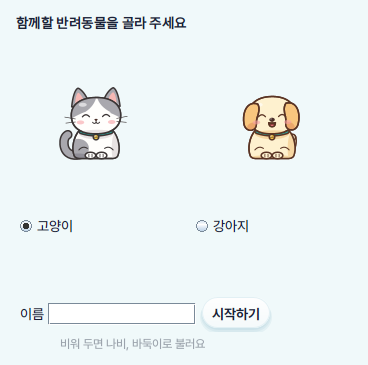 함께할 반려동물을 골라 주세요
고양이
강아지
이름
시작하기
비워 두면 나비, 바둑이로 불러요